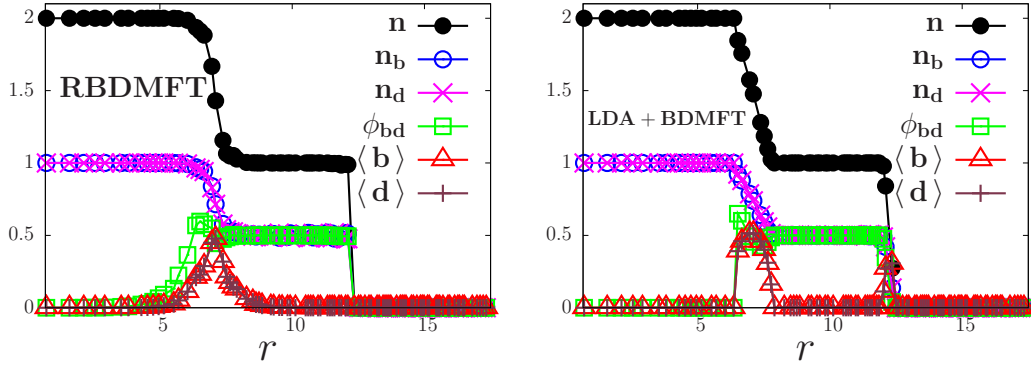 2
1.5
1
0.5
0
5
10
15
r
RBDMFT
n
n_b
n_d
ϕ_bd
⟨ b ⟩
⟨ d ⟩
2
1.5
1
0.5
0
5
10
15
r
LDA + BDMFT
n
n_b
n_d
ϕ_bd
⟨ b ⟩
⟨ d ⟩